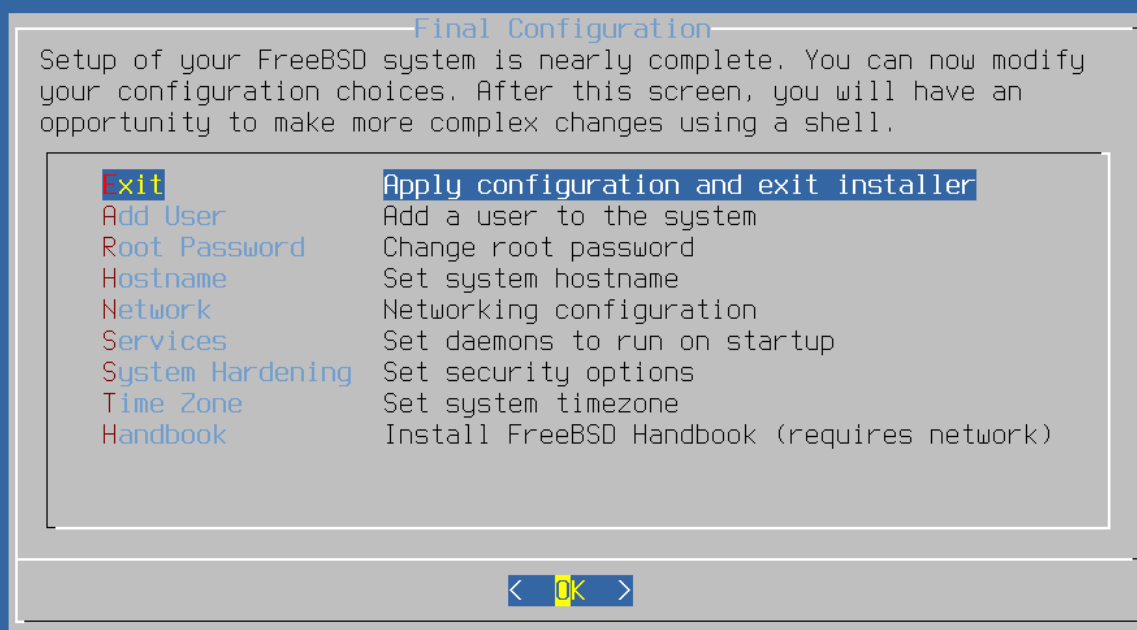 Final Configuration
Setup of your FreeBSD system is nearly complete. You can now modify
your configuration choices. After this screen, you will have an
opportunity to make more complex changes using a shell.
Exit Apply configuration and exit installer
Add User Add a user to the system
Root Password Change root password
Hostname Set system hostname
Network Networking configuration
Services Set daemons to run on startup
System Hardening Set security options
Time Zone Set system timezone
Handbook Install FreeBSD Handbook (requires network)
< OK >